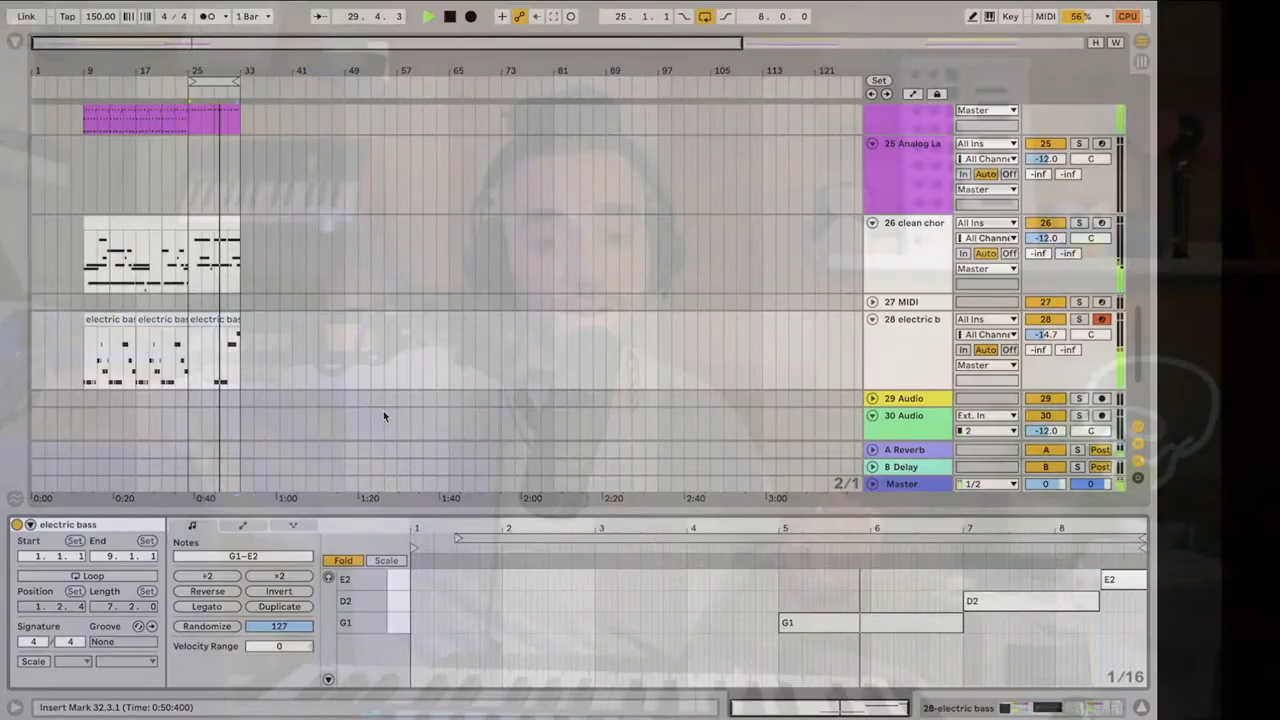 Link Tap 150.00 4 / 4 1 Bar 29. 4. 3 25. 1. 1 8. 0. 0 Key MIDI 56 % CPU
H W
1 9 17 25 33 41 49 57 65 73 81 89 97 105 113 121
Set
Master
25 Analog La All Ins 25 S
All Channe -12.0 C
In Auto Off -inf -inf
Master
26 clean chor All Ins 26 S
All Channe -12.0 C
In Auto Off -inf -inf
Master
27 MIDI 27 S
electric bas electric bas electric bas 28 electric b All Ins 28 S
All Channe -14.7 C
In Auto Off -inf -inf
Master
29 Audio 29 S
30 Audio Ext. In 30 S
2 -12.0 C
A Reverb A S Post
B Delay B S Post
2/1 Master 1/2 0 0
0:00 0:20 0:40 1:00 1:20 1:40 2:00 2:20 2:40 3:00
electric bass
Start Set End Set
1. 1. 1 9. 1. 1
Loop
Position Set Length Set
1. 2. 4 7. 2. 0
Signature Groove
4 / 4 None
Scale
Notes
G1–E2
÷2 ×2
Reverse Invert
Legato Duplicate
Randomize 127
Velocity Range 0
1 2 3 4 5 6 7 8
Fold Scale
E2 E2
D2 D2
G1 G1
1/16
Insert Mark 32.3.1 (Time: 0:50:400) 28-electric bass